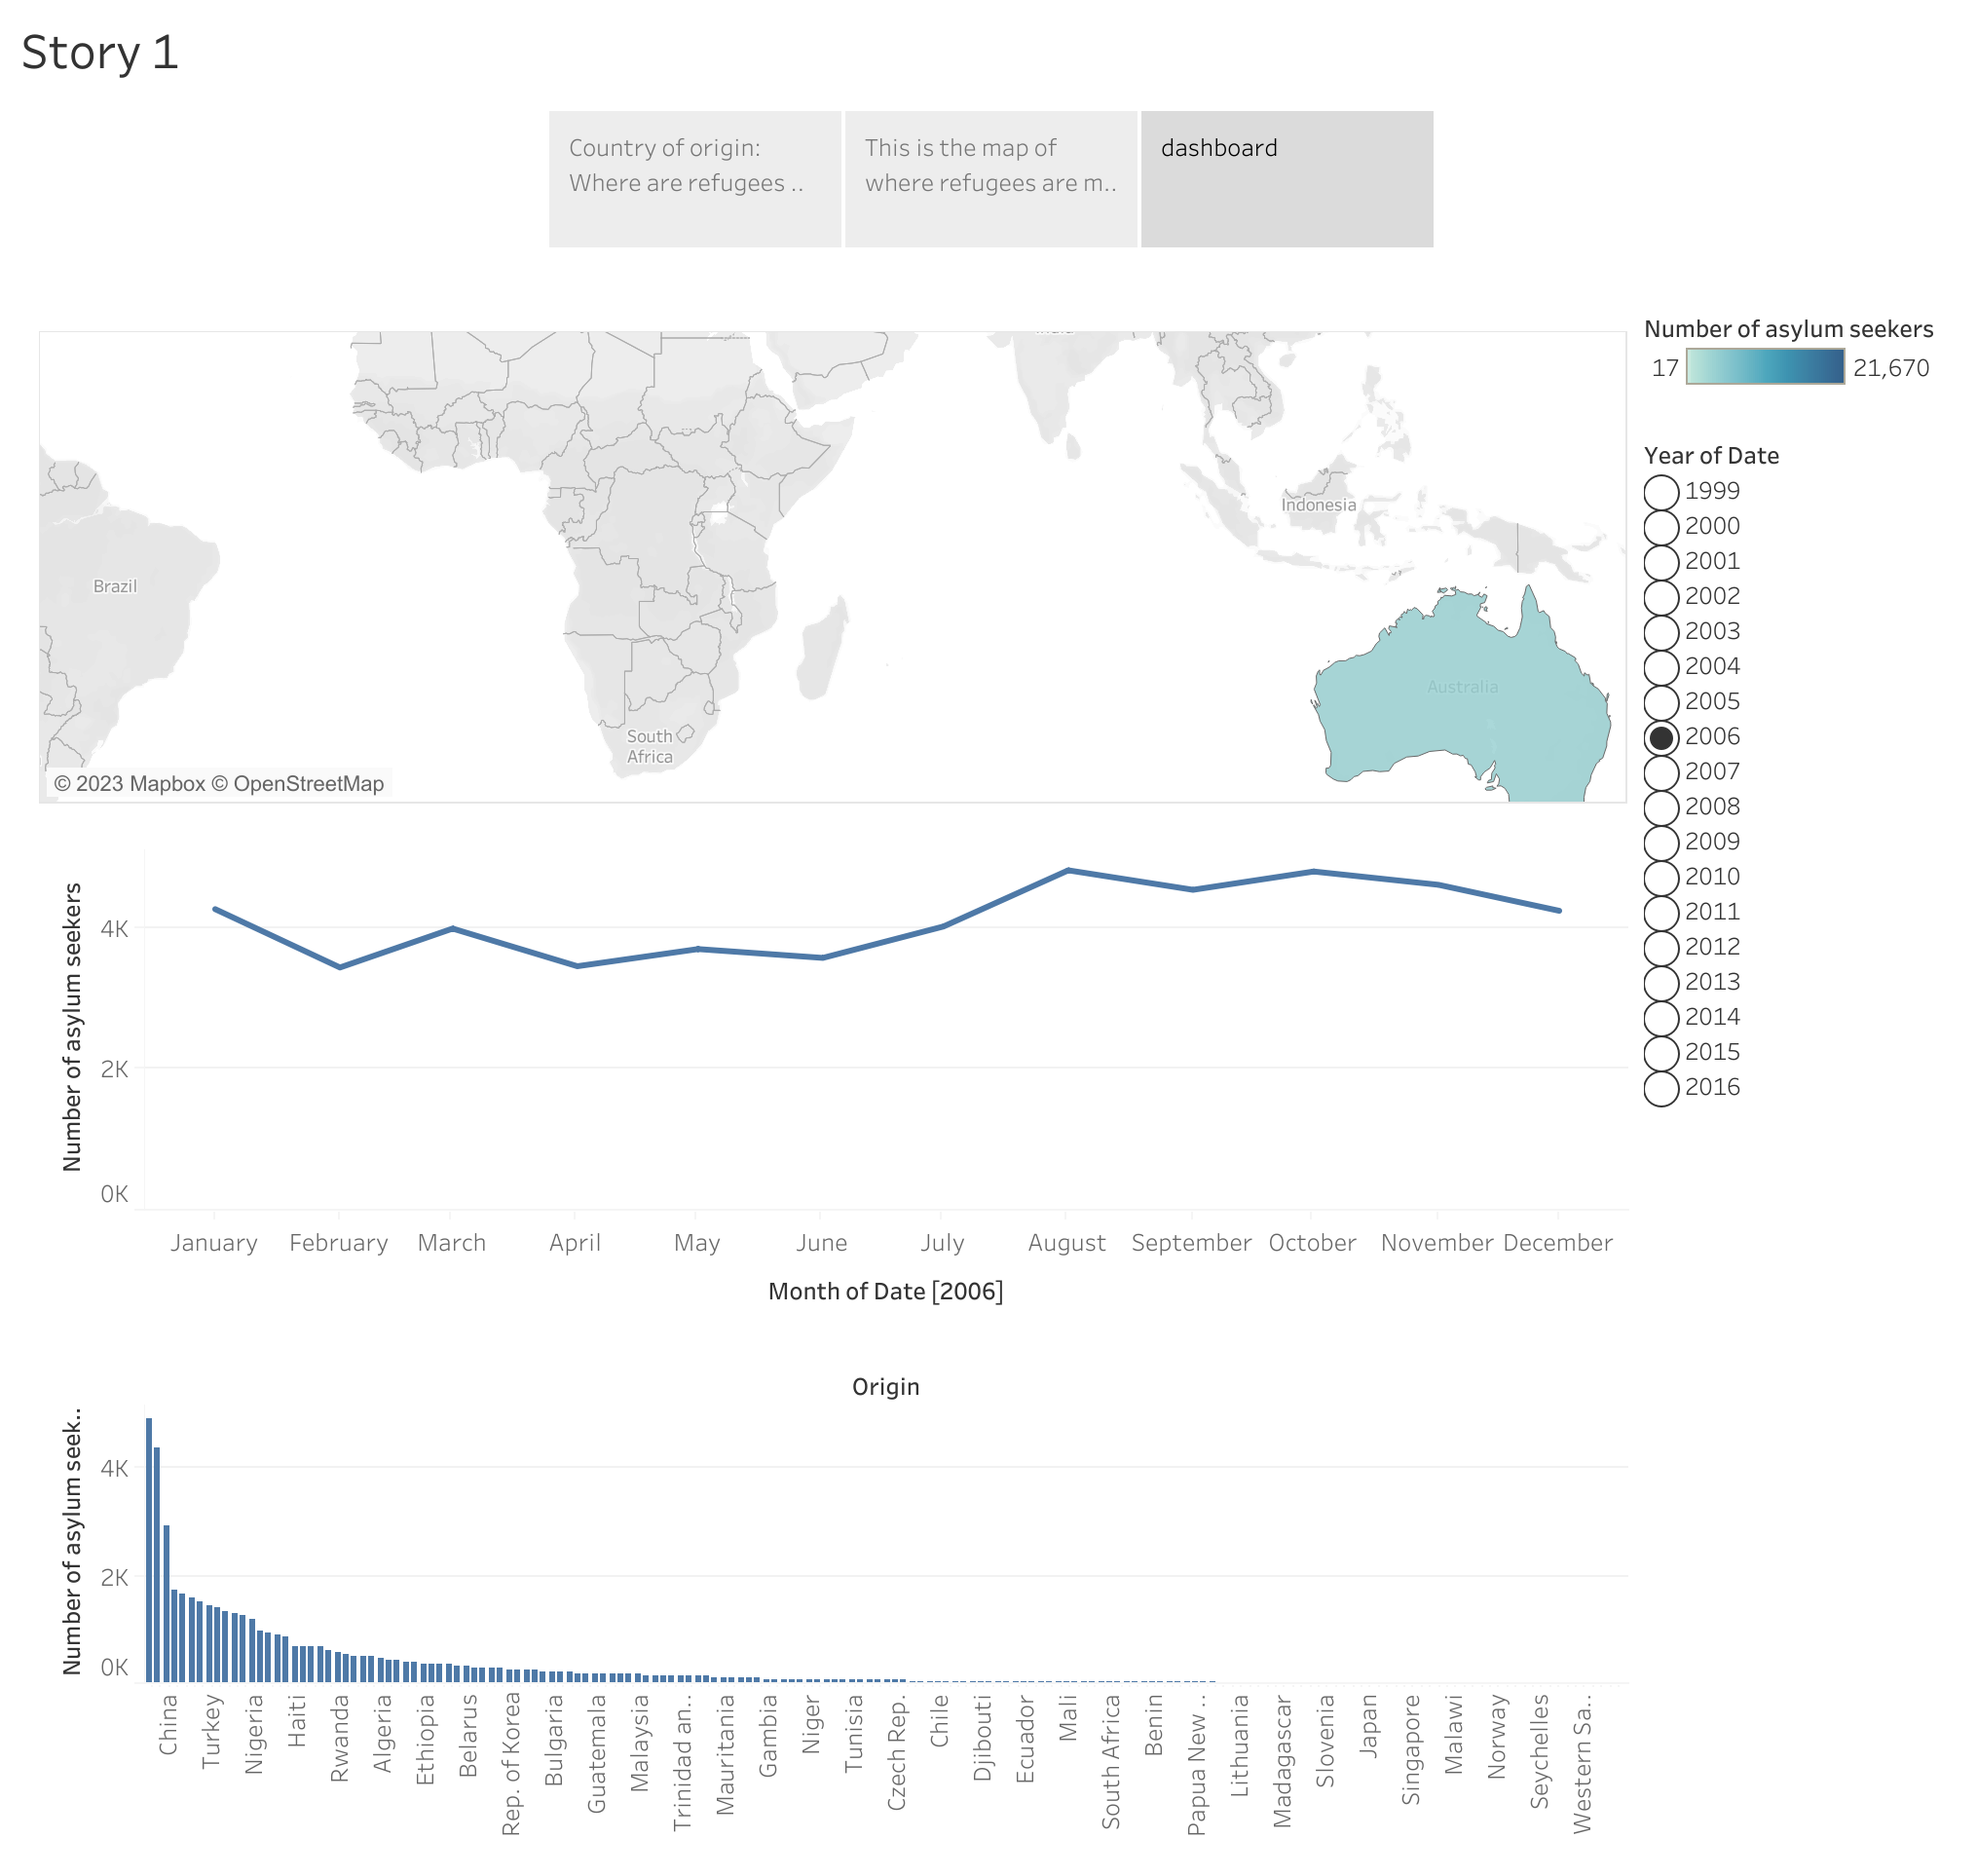 Story 1
Country of origin:
Where are refugees ..
This is the map of
where refugees are m..
dashboard
Brazil
South
Africa
Indonesia
Australia
© 2023 Mapbox © OpenStreetMap
Number of asylum seekers
17
21,670
Year of Date
1999
2000
2001
2002
2003
2004
2005
2006
2007
2008
2009
2010
2011
2012
2013
2014
2015
2016
Number of asylum seekers
4K
2K
0K
January February March April May June July August September October November December
Month of Date [2006]
Origin
Number of asylum seek..
4K
2K
0K
China
Turkey
Nigeria
Haiti
Rwanda
Algeria
Ethiopia
Belarus
Rep. of Korea
Bulgaria
Guatemala
Malaysia
Trinidad an..
Mauritania
Gambia
Niger
Tunisia
Czech Rep.
Chile
Djibouti
Ecuador
Mali
South Africa
Benin
Papua New ..
Lithuania
Madagascar
Slovenia
Japan
Singapore
Malawi
Norway
Seychelles
Western Sa..